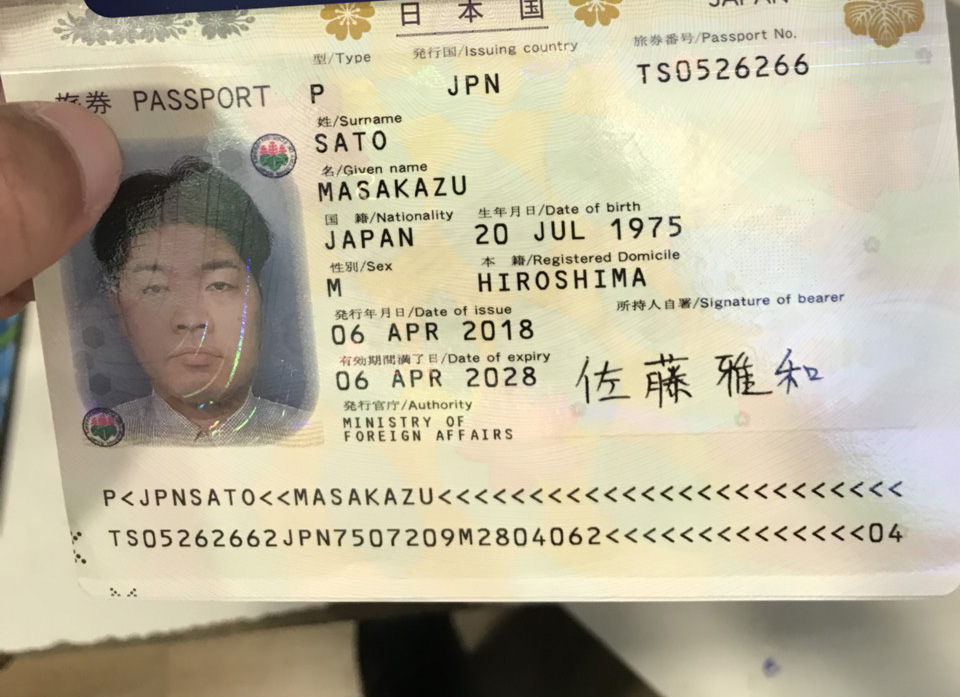 日本国
JAPAN
型/Type
発行国/Issuing country
旅券番号/Passport No.
旅券 PASSPORT
P
JPN
TS0526266
姓/Surname
SATO
名/Given name
MASAKAZU
国 籍/Nationality
生年月日/Date of birth
JAPAN
20 JUL 1975
性別/Sex
本 籍/Registered Domicile
M
HIROSHIMA
所持人自署/Signature of bearer
発行年月日/Date of issue
06 APR 2018
有効期間満了日/Date of expiry
06 APR 2028
佐藤雅和
発行官庁/Authority
MINISTRY OF
FOREIGN AFFAIRS
P<JPNSATO<<MASAKAZU<<<<<<<<<<<<<<<<<<<<<<<<<
TS05262662JPN7507209M2804062<<<<<<<<<<<<<<04